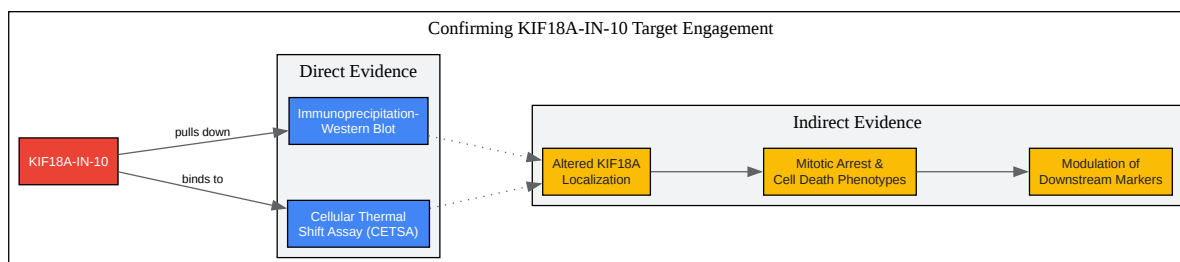 Confirming KIF18A-IN-10 Target Engagement
Direct Evidence
Immunoprecipitation-
Western Blot
pulls down
KIF18A-IN-10
binds to
Cellular Thermal
Shift Assay (CETSA)
Indirect Evidence
Altered KIF18A
Localization
Mitotic Arrest &
Cell Death Phenotypes
Modulation of
Downstream Markers